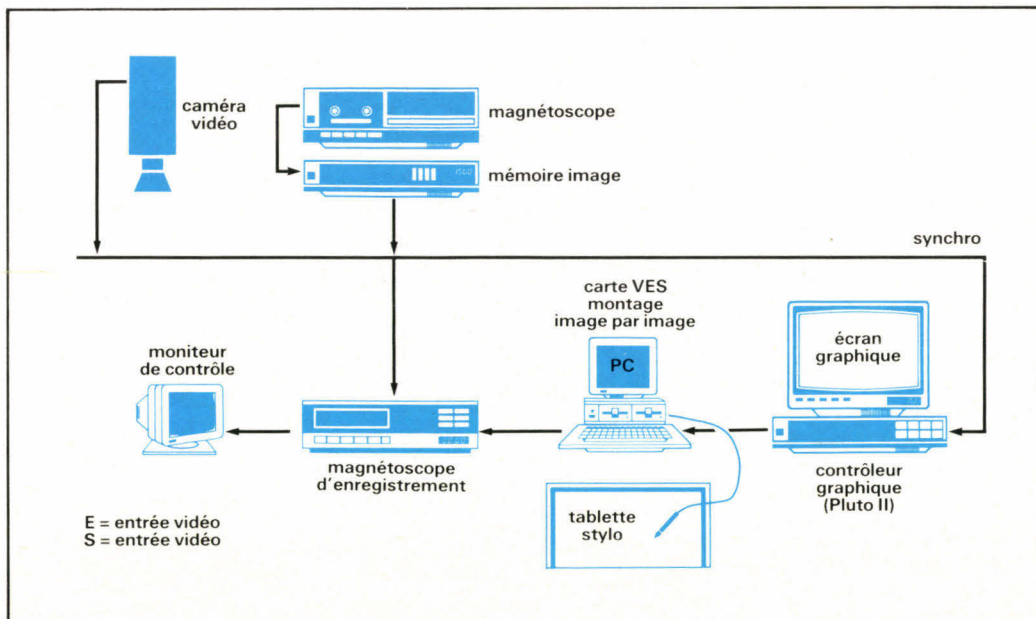 caméra
vidéo
magnétoscope
mémoire image
synchro
carte VES
montage
image par image
moniteur
de contrôle
PC
écran
graphique
magnétoscope
d'enregistrement
contrôleur
graphique
(Pluto II)
tablette
stylo
E = entrée vidéo
S = entrée vidéo